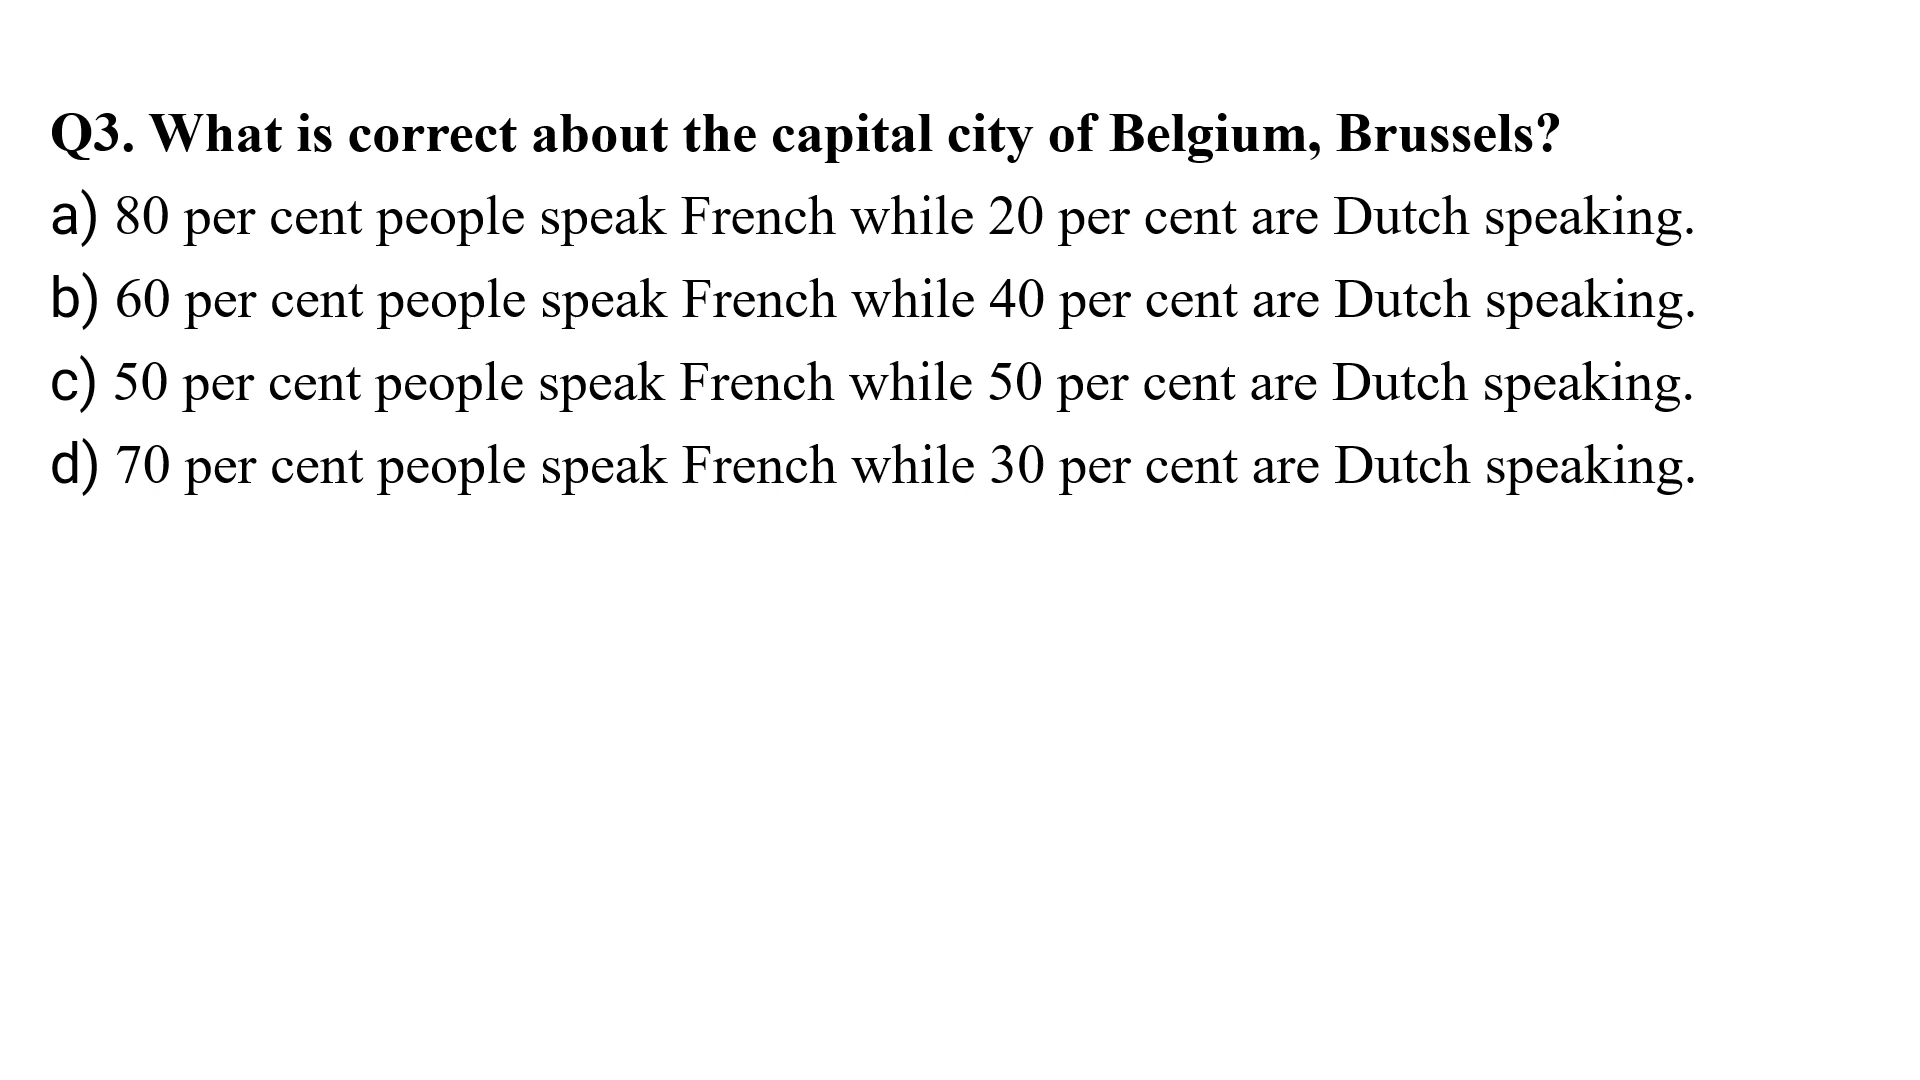 Q3. What is correct about the capital city of Belgium, Brussels?
a) 80 per cent people speak French while 20 per cent are Dutch speaking.
b) 60 per cent people speak French while 40 per cent are Dutch speaking.
c) 50 per cent people speak French while 50 per cent are Dutch speaking.
d) 70 per cent people speak French while 30 per cent are Dutch speaking.